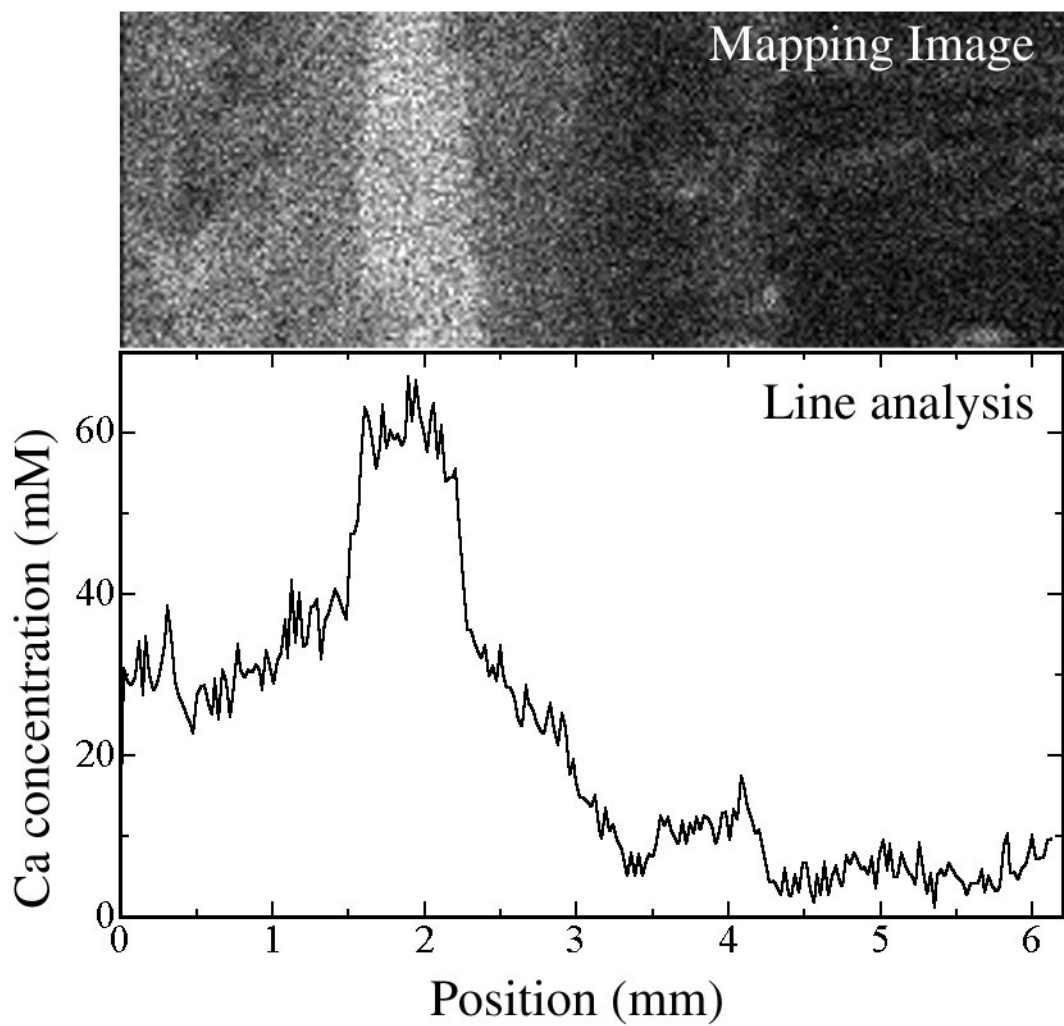 Mapping Image
Line analysis
Ca concentration (mM)
60
40
20
0
0 1 2 3 4 5 6
Position (mm)